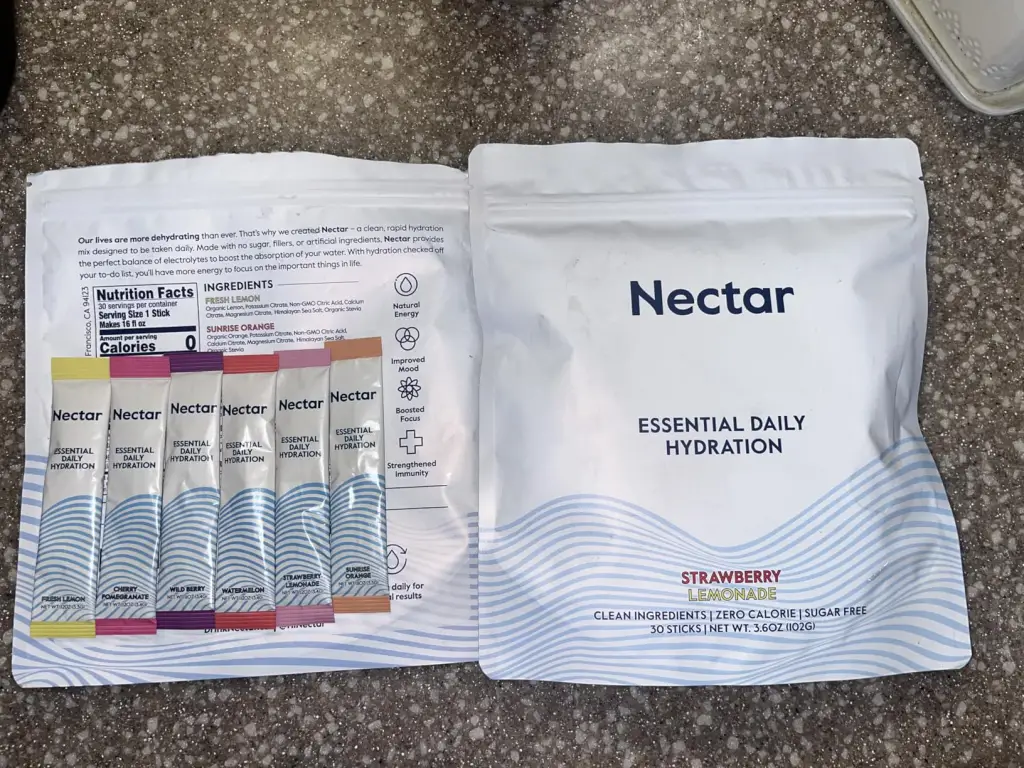 Our lives are more dehydrating than ever. That's why we created Nectar – a clean, rapid hydration
mix designed to be taken daily. Made with no sugar, fillers, or artificial ingredients, Nectar provides
the perfect balance of electrolytes to boost the absorption of your water. With hydration checked off
your to-do list, you'll have more energy to focus on the important things in life.
Francisco, CA 94123
Nutrition Facts
30 servings per container
Serving Size 1 Stick
Makes 16 fl oz
Amount per serving
Calories 0
INGREDIENTS
FRESH LEMON
Organic Lemon, Potassium Citrate, Non-GMO Citric Acid, Calcium
Citrate, Magnesium Citrate, Himalayan Sea Salt, Organic Stevia
SUNRISE ORANGE
Organic Orange, Potassium Citrate, Non-GMO Citric Acid,
Calcium Citrate, Magnesium Citrate, Himalayan Sea Salt,
Organic Stevia
Natural
Energy
Improved
Mood
Boosted
Focus
Strengthened
Immunity
daily for
results
Nectar
ESSENTIAL
DAILY
HYDRATION
FRESH LEMON
Nectar
ESSENTIAL
DAILY
HYDRATION
CHERRY
POMEGRANATE
Nectar
ESSENTIAL
DAILY
HYDRATION
WILD BERRY
Nectar
ESSENTIAL
DAILY
HYDRATION
WATERMELON
Nectar
ESSENTIAL
DAILY
HYDRATION
STRAWBERRY
LEMONADE
Nectar
ESSENTIAL
DAILY
HYDRATION
SUNRISE
ORANGE
Nectar
ESSENTIAL DAILY
HYDRATION
STRAWBERRY
LEMONADE
CLEAN INGREDIENTS | ZERO CALORIE | SUGAR FREE
30 STICKS | NET WT. 3.6OZ (102G)